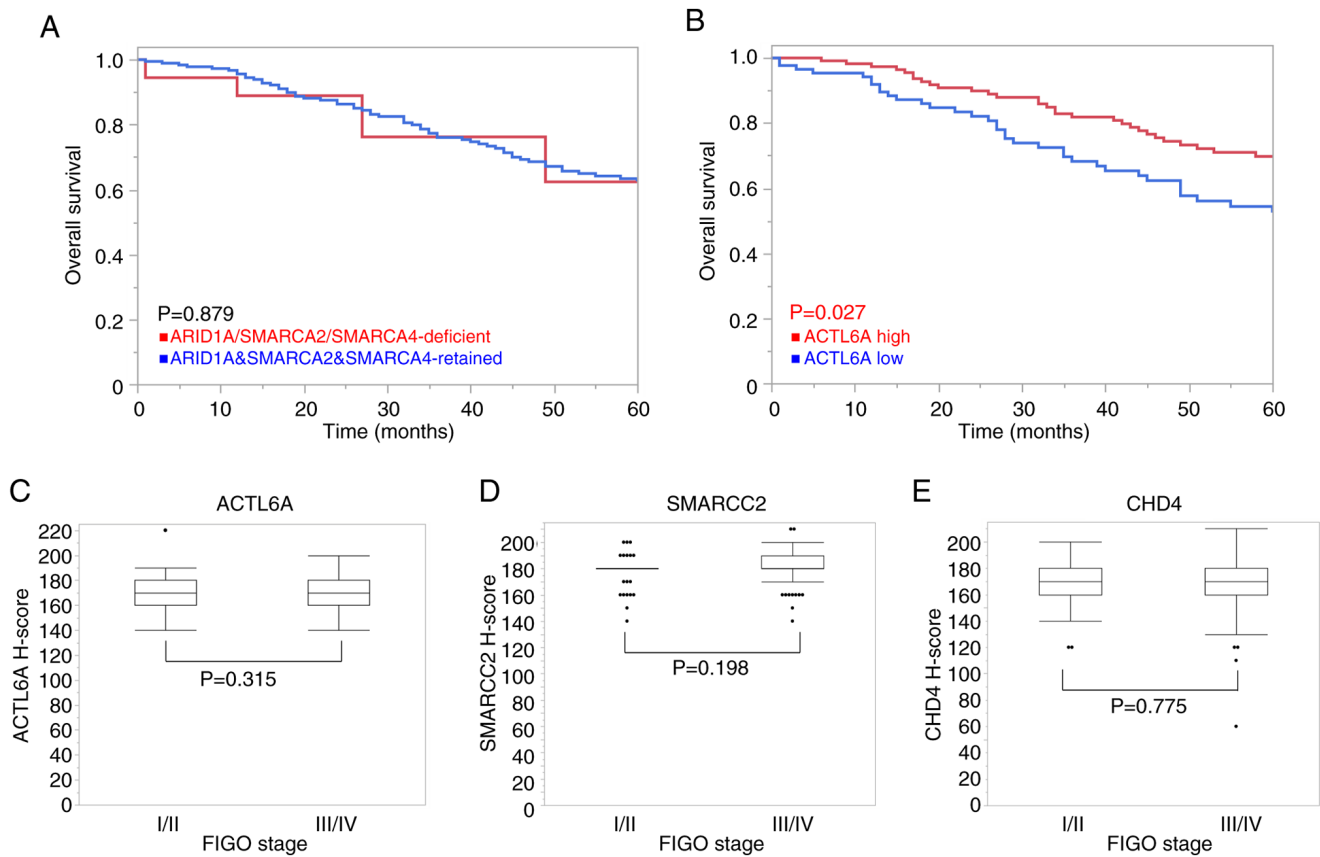 A
1.0
0.8
0.6
0.4
0.2
0
Overall survival
P=0.879
ARID1A/SMARCA2/SMARCA4-deficient
ARID1A&SMARCA2&SMARCA4-retained
0 10 20 30 40 50 60
Time (months)
B
1.0
0.8
0.6
0.4
0.2
0
Overall survival
P=0.027
ACTL6A high
ACTL6A low
0 10 20 30 40 50 60
Time (months)
C
ACTL6A
220
200
180
160
140
120
100
80
60
40
20
0
ACTL6A H-score
P=0.315
I/II III/IV
FIGO stage
D
SMARCC2
200
180
160
140
120
100
80
60
40
20
0
SMARCC2 H-score
P=0.198
I/II III/IV
FIGO stage
E
CHD4
200
180
160
140
120
100
80
60
40
20
0
CHD4 H-score
P=0.775
I/II III/IV
FIGO stage